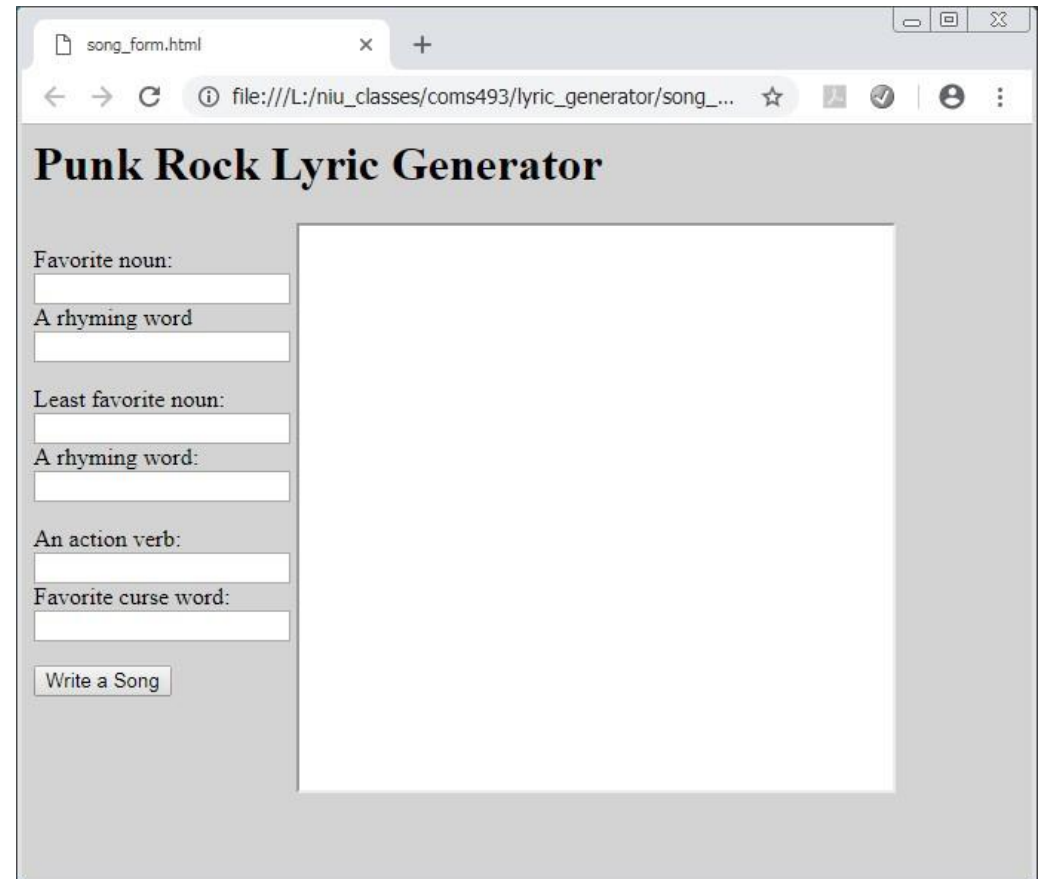 song_form.html
file:///L:/niu_classes/coms493/lyric_generator/song_...
Punk Rock Lyric Generator
Favorite noun:
A rhyming word
Least favorite noun:
A rhyming word:
An action verb:
Favorite curse word:
Write a Song